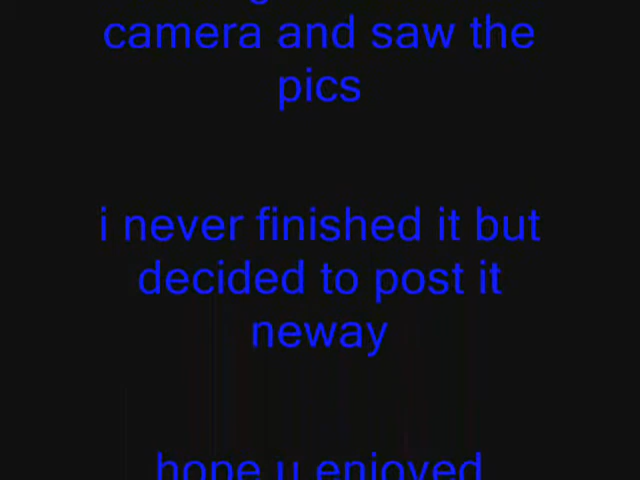 camera and saw the
pics
i never finished it but
decided to post it
neway
hope u enjoyed